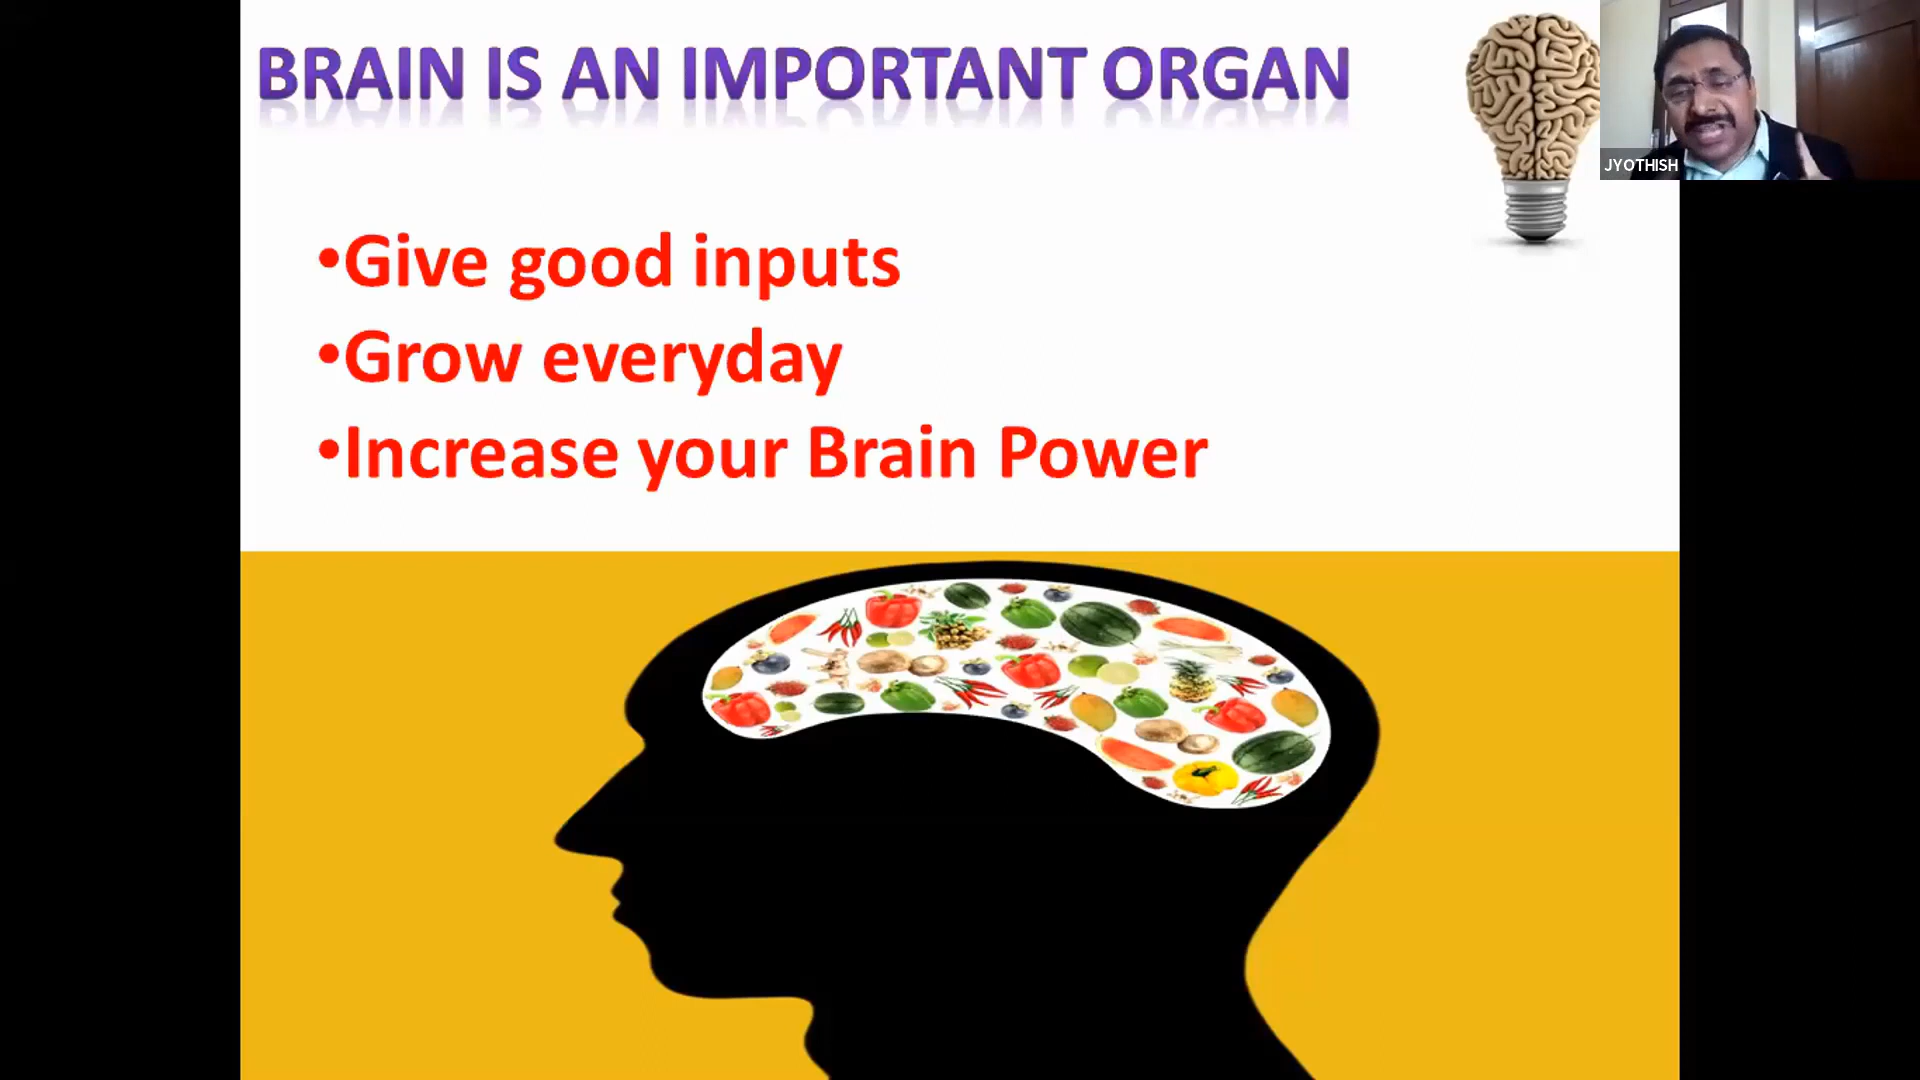 BRAIN IS AN IMPORTANT ORGAN
JYOTHISH
•Give good inputs
•Grow everyday
•Increase your Brain Power